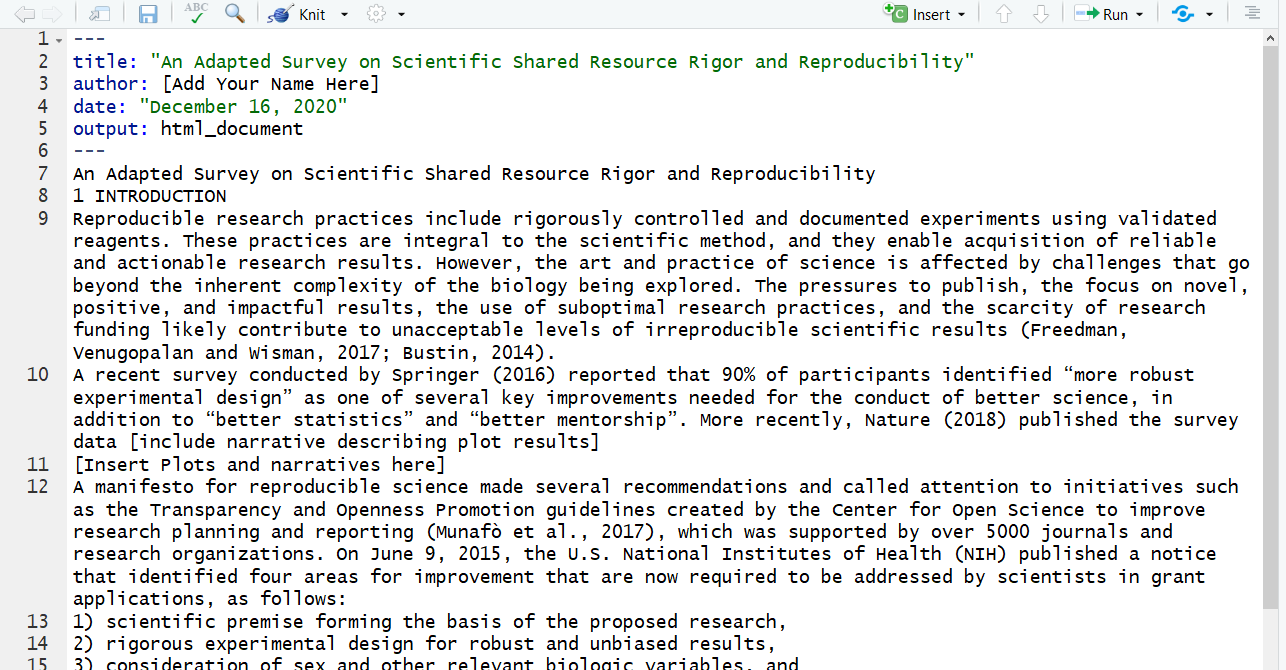 ABC
Knit
Insert
Run
1 ---
2 title: "An Adapted Survey on Scientific Shared Resource Rigor and Reproducibility"
3 author: [Add Your Name Here]
4 date: "December 16, 2020"
5 output: html_document
6 ---
7 An Adapted Survey on Scientific Shared Resource Rigor and Reproducibility
8 1 INTRODUCTION
9 Reproducible research practices include rigorously controlled and documented experiments using validated
reagents. These practices are integral to the scientific method, and they enable acquisition of reliable
and actionable research results. However, the art and practice of science is affected by challenges that go
beyond the inherent complexity of the biology being explored. The pressures to publish, the focus on novel,
positive, and impactful results, the use of suboptimal research practices, and the scarcity of research
funding likely contribute to unacceptable levels of irreproducible scientific results (Freedman,
Venugopalan and Wisman, 2017; Bustin, 2014).
10 A recent survey conducted by Springer (2016) reported that 90% of participants identified “more robust
experimental design” as one of several key improvements needed for the conduct of better science, in
addition to “better statistics” and “better mentorship”. More recently, Nature (2018) published the survey
data [include narrative describing plot results]
11 [Insert Plots and narratives here]
12 A manifesto for reproducible science made several recommendations and called attention to initiatives such
as the Transparency and Openness Promotion guidelines created by the Center for Open Science to improve
research planning and reporting (Munafò et al., 2017), which was supported by over 5000 journals and
research organizations. On June 9, 2015, the U.S. National Institutes of Health (NIH) published a notice
that identified four areas for improvement that are now required to be addressed by scientists in grant
applications, as follows:
13 1) scientific premise forming the basis of the proposed research,
14 2) rigorous experimental design for robust and unbiased results,
15 3) consideration of sex and other relevant biologic variables, and